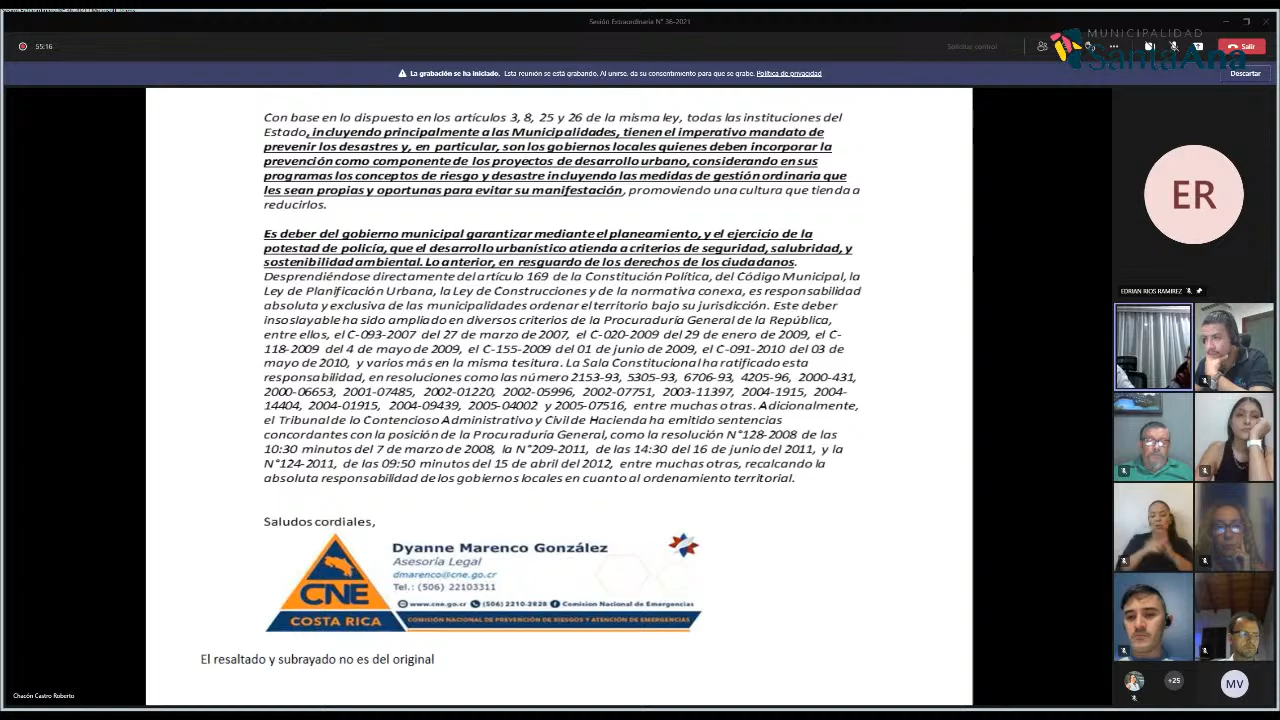 Sesión Extraordinaria N° 36-2021
55:16
Solicitar control
MUNICIPALIDAD
Santa Ana
Salir
La grabación se ha iniciado. Esta reunión se está grabando. Al unirse, da su consentimiento para que se grabe. Política de privacidad
Descartar
Con base en lo dispuesto en los artículos 3, 8, 25 y 26 de la misma ley, todas las instituciones del
Estado, incluyendo principalmente a las Municipalidades, tienen el imperativo mandato de
prevenir los desastres y, en particular, son los gobiernos locales quienes deben incorporar la
prevención como componente de los proyectos de desarrollo urbano, considerando en sus
programas los conceptos de riesgo y desastre incluyendo las medidas de gestión ordinaria que
les sean propias y oportunas para evitar su manifestación, promoviendo una cultura que tienda a
reducirlos.
Es deber del gobierno municipal garantizar mediante el planeamiento, y el ejercicio de la
potestad de policía, que el desarrollo urbanístico atienda a criterios de seguridad, salubridad, y
sostenibilidad ambiental. Lo anterior, en resguardo de los derechos de los ciudadanos.
Desprendiéndose directamente del artículo 169 de la Constitución Política, del Código Municipal, la
Ley de Planificación Urbana, la Ley de Construcciones y de la normativa conexa, es responsabilidad
absoluta y exclusiva de las municipalidades ordenar el territorio bajo su jurisdicción. Este deber
insoslayable ha sido ampliado en diversos criterios de la Procuraduría General de la República,
entre ellos, el C-093-2007 del 27 de marzo de 2007, el C-020-2009 del 29 de enero de 2009, el C-
118-2009 del 4 de mayo de 2009, el C-155-2009 del 01 de junio de 2009, el C-091-2010 del 03 de
mayo de 2010, y varios más en la misma tesitura. La Sala Constitucional ha ratificado esta
responsabilidad, en resoluciones como las número 2153-93, 5305-93, 6706-93, 4205-96, 2000-431,
2000-06653, 2001-07485, 2002-01220, 2002-05996, 2002-07751, 2003-11397, 2004-1915, 2004-
14404, 2004-01915, 2004-09439, 2005-04002 y 2005-07516, entre muchas otras. Adicionalmente,
el Tribunal de lo Contencioso Administrativo y Civil de Hacienda ha emitido sentencias
concordantes con la posición de la Procuraduría General, como la resolución N°128-2008 de las
10:30 minutos del 7 de marzo de 2008, la N°209-2011, de las 14:30 del 16 de junio del 2011, y la
N°124-2011, de las 09:50 minutos del 15 de abril del 2012, entre muchas otras, recalcando la
absoluta responsabilidad de los gobiernos locales en cuanto al ordenamiento territorial.
Saludos cordiales,
Dyanne Marenco González
Asesoría Legal
dmarenco@cne.go.cr
Tel.: (506) 22103311
www.cne.go.cr (506) 2210-2828 Comision Nacional de Emergencias
CNE
COSTA RICA
COMISIÓN NACIONAL DE PREVENCIÓN DE RIESGOS Y ATENCIÓN DE EMERGENCIAS
El resaltado y subrayado no es del original
Chacón Castro Roberto
ER
EDRIAN RIOS RAMIREZ
+25
MV